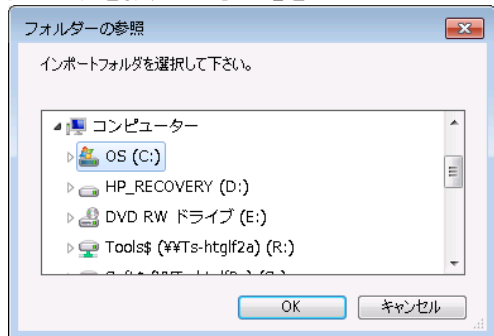 フォルダーの参照
インポートフォルダを選択して下さい。
コンピューター
OS (C:)
HP_RECOVERY (D:)
DVD RW ドライブ (E:)
Tools$ (¥¥Ts-htglf2a) (R:)
OK
キャンセル